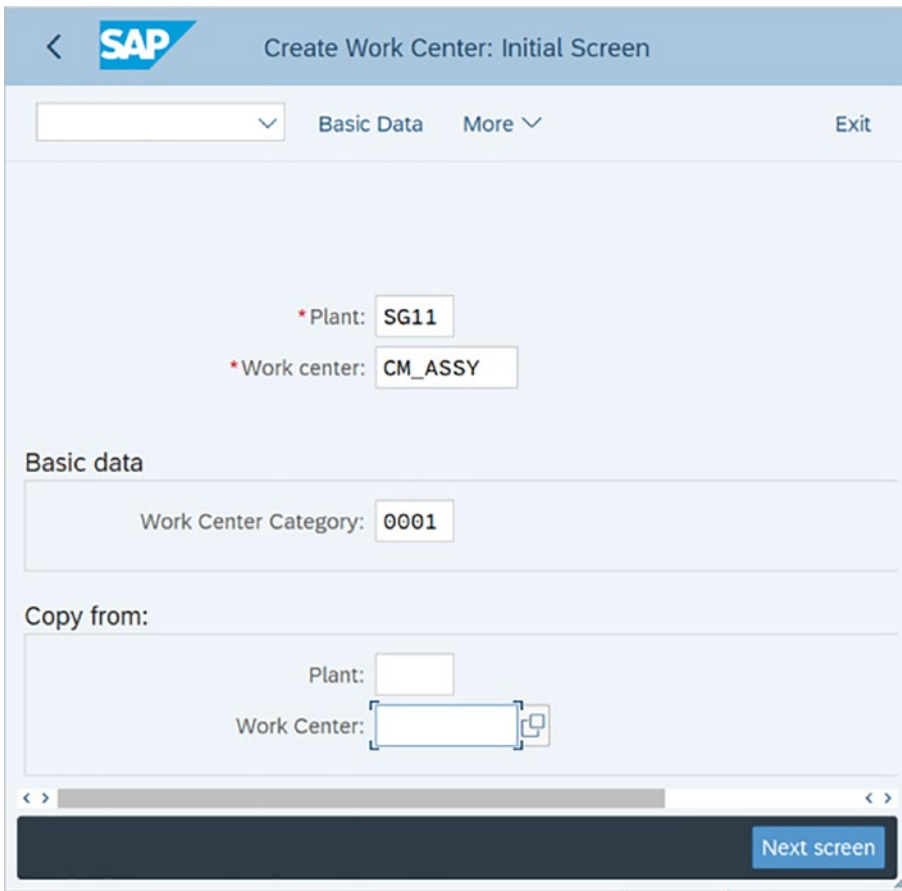 SAP Create Work Center: Initial Screen
Basic Data More Exit
*Plant: SG11
*Work center: CM_ASSY
Basic data
Work Center Category: 0001
Copy from:
Plant:
Work Center:
Next screen